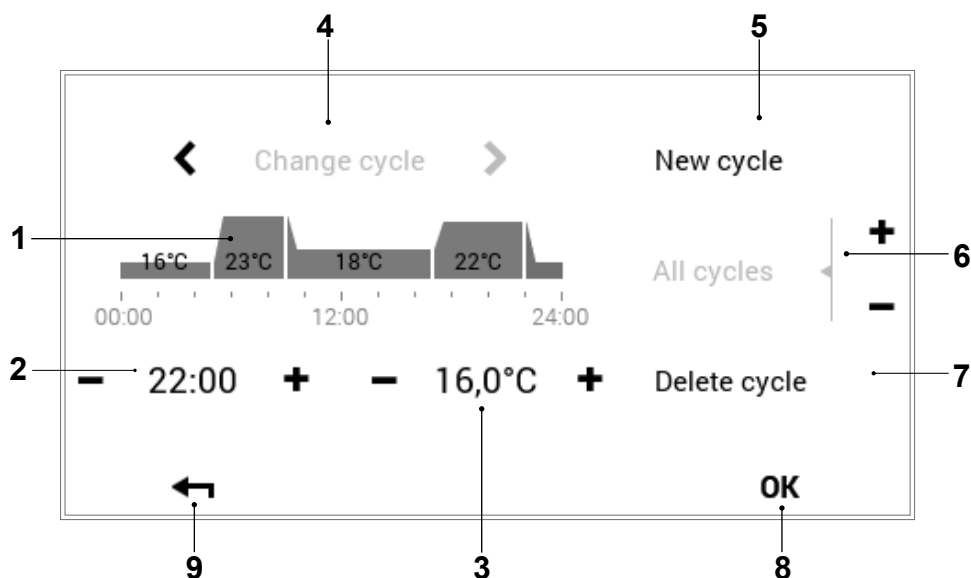 4 5
Change cycle New cycle
1
16°C 23°C 18°C 22°C
+
All cycles
6
−
00:00 12:00 24:00
2 − 22:00 + − 16,0°C + Delete cycle 7
OK
9 3 8